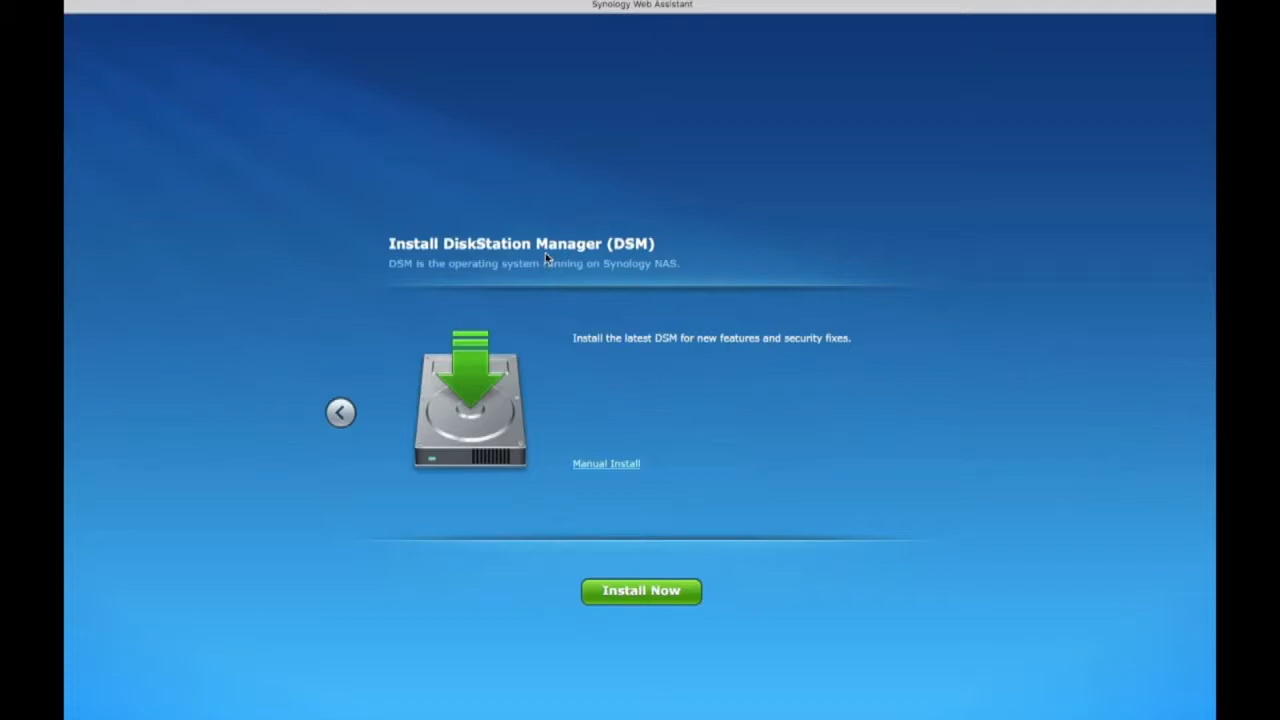 Synology Web Assistant
Install DiskStation Manager (DSM)
DSM is the operating system running on Synology NAS.
Install the latest DSM for new features and security fixes.
Manual Install
Install Now